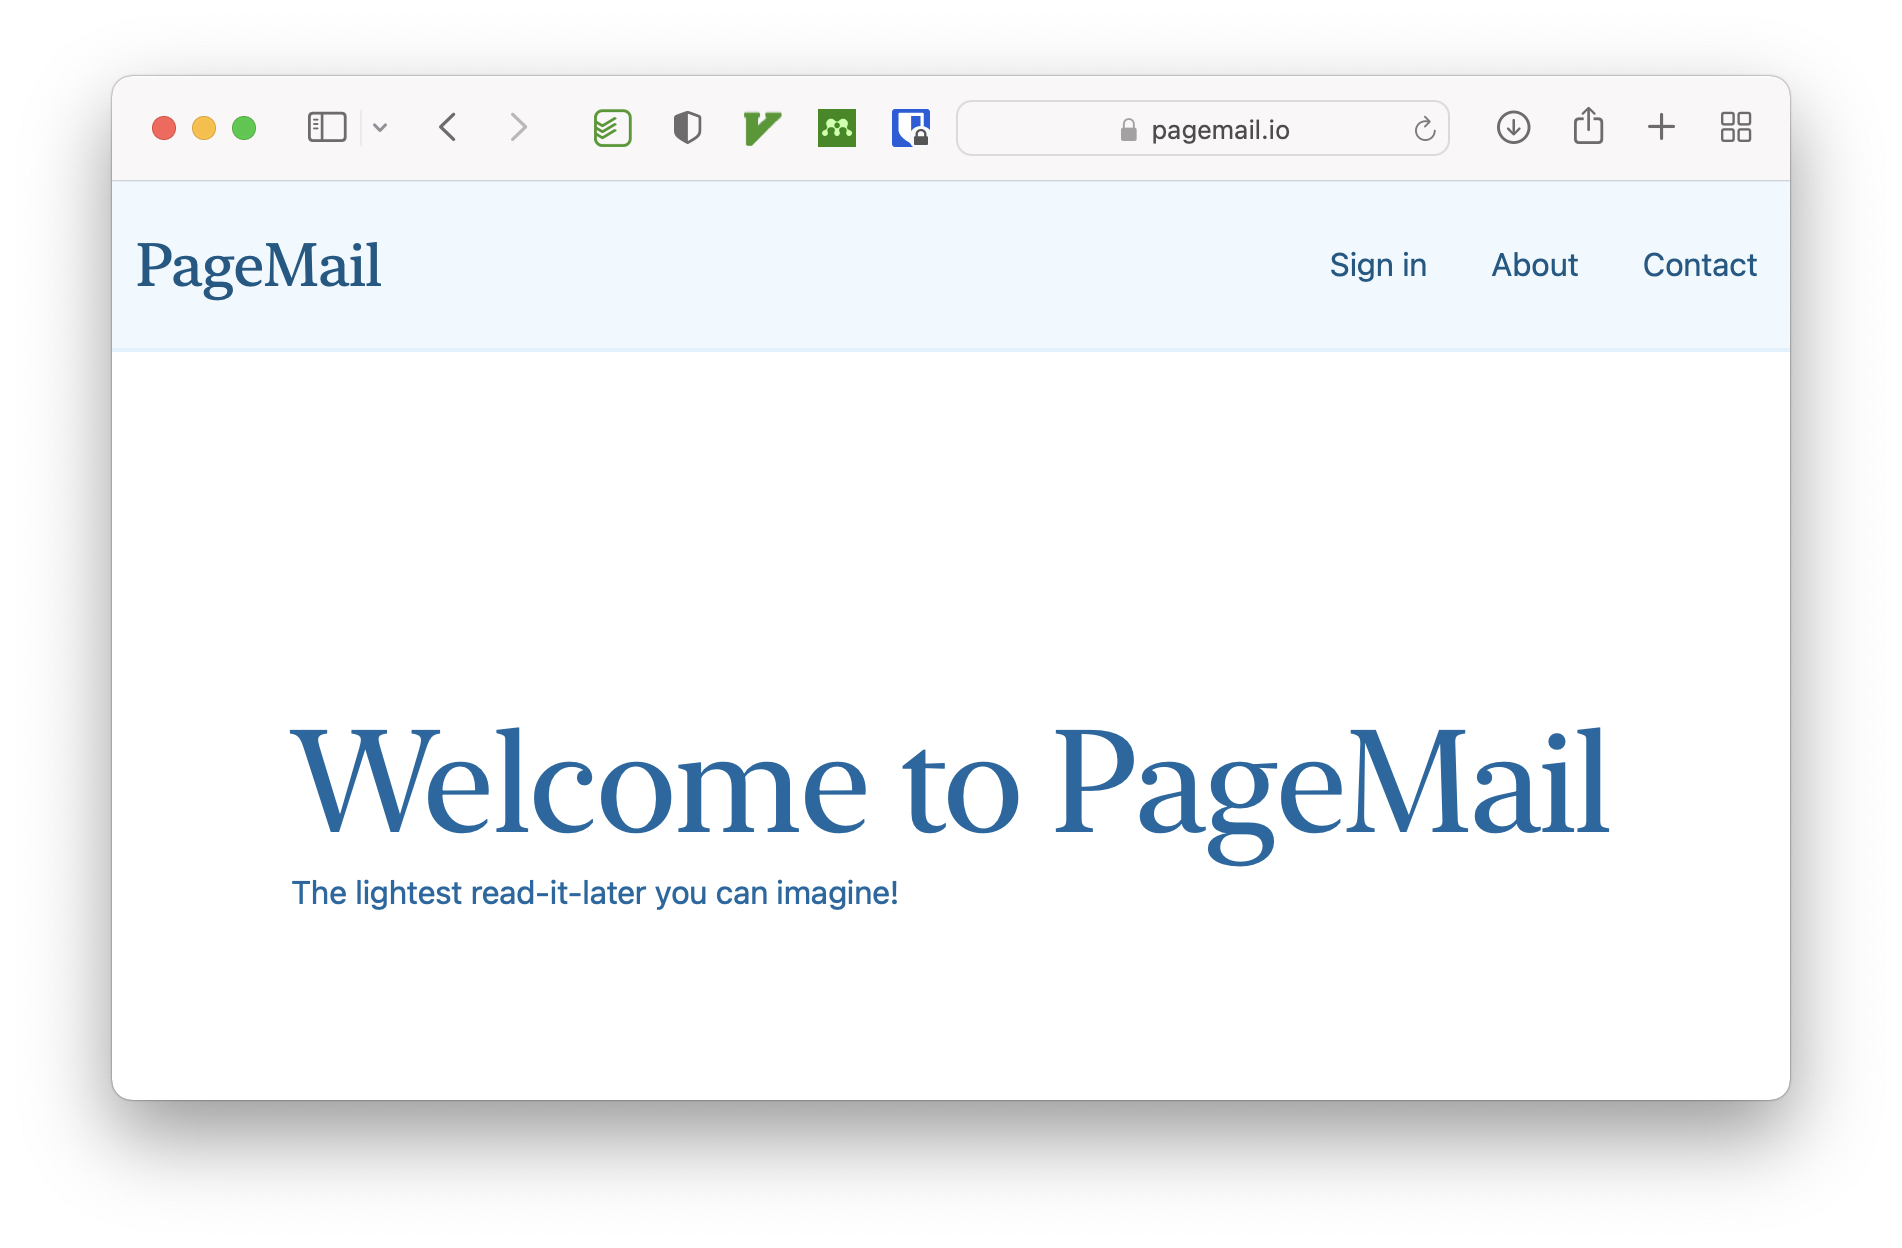 pagemail.io
PageMail
Sign in
About
Contact
Welcome to PageMail
The lightest read-it-later you can imagine!